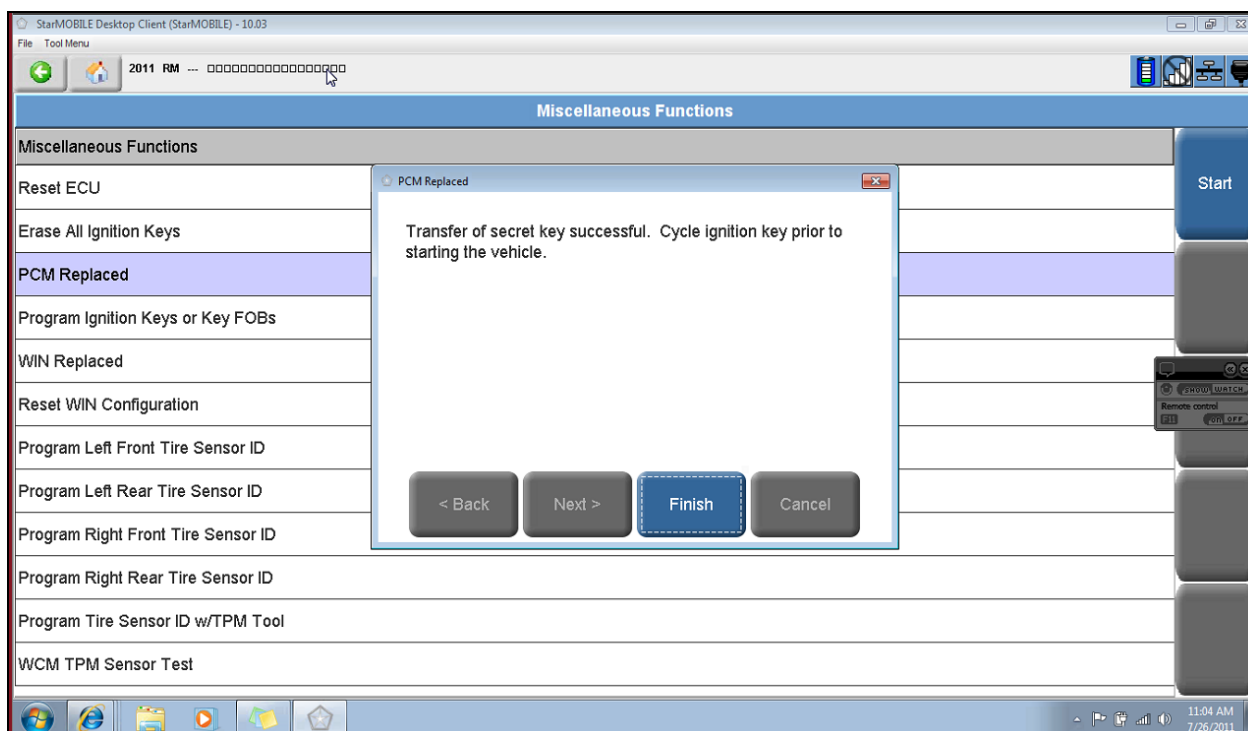 StarMOBILE Desktop Client (StarMOBILE) - 10.03
File Tool Menu
2011 RM ---
Miscellaneous Functions
Miscellaneous Functions
Reset ECU
Erase All Ignition Keys
PCM Replaced
Program Ignition Keys or Key FOBs
WIN Replaced
Reset WIN Configuration
Program Left Front Tire Sensor ID
Program Left Rear Tire Sensor ID
Program Right Front Tire Sensor ID
Program Right Rear Tire Sensor ID
Program Tire Sensor ID w/TPM Tool
WCM TPM Sensor Test
PCM Replaced
Transfer of secret key successful. Cycle ignition key prior to
starting the vehicle.
< Back Next > Finish Cancel
Start
SHOW WATCH
Remote control
F11 ON OFF
11:04 AM
7/26/2011